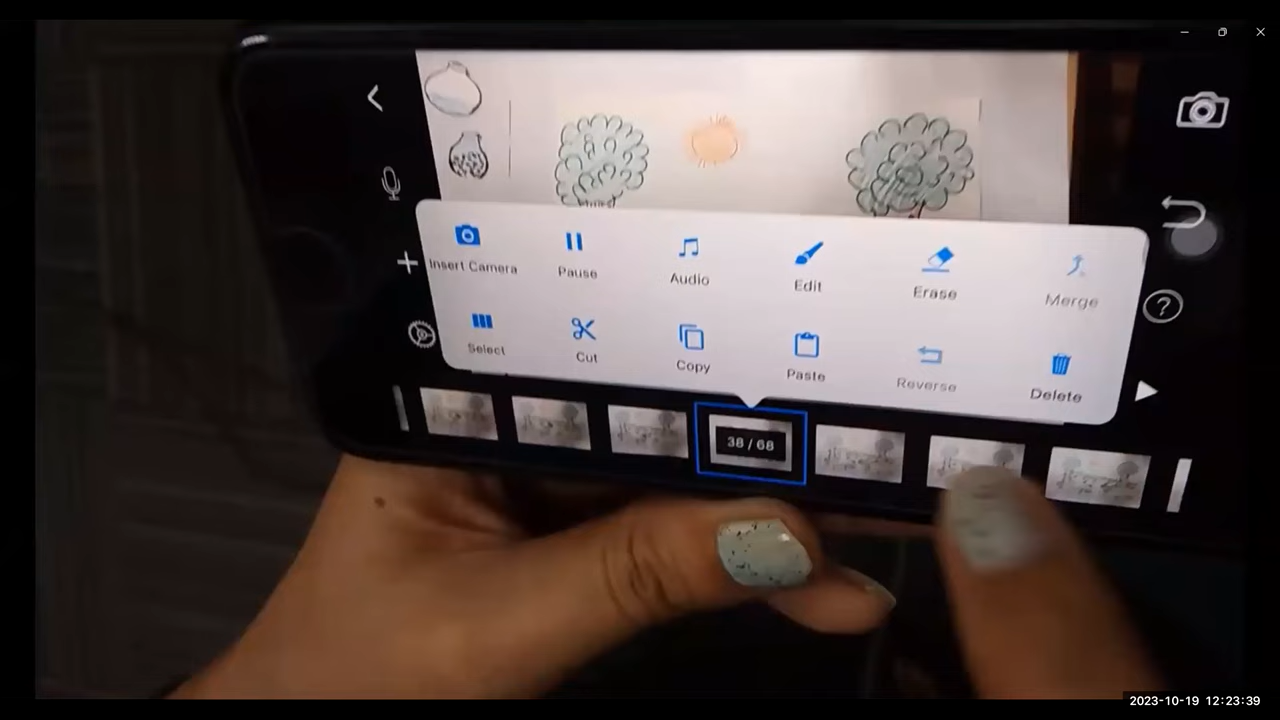 Insert Camera
Pause
Audio
Edit
Erase
Merge
Select
Cut
Copy
Paste
Reverse
Delete
?
38 / 68
2023-10-19 12:23:39